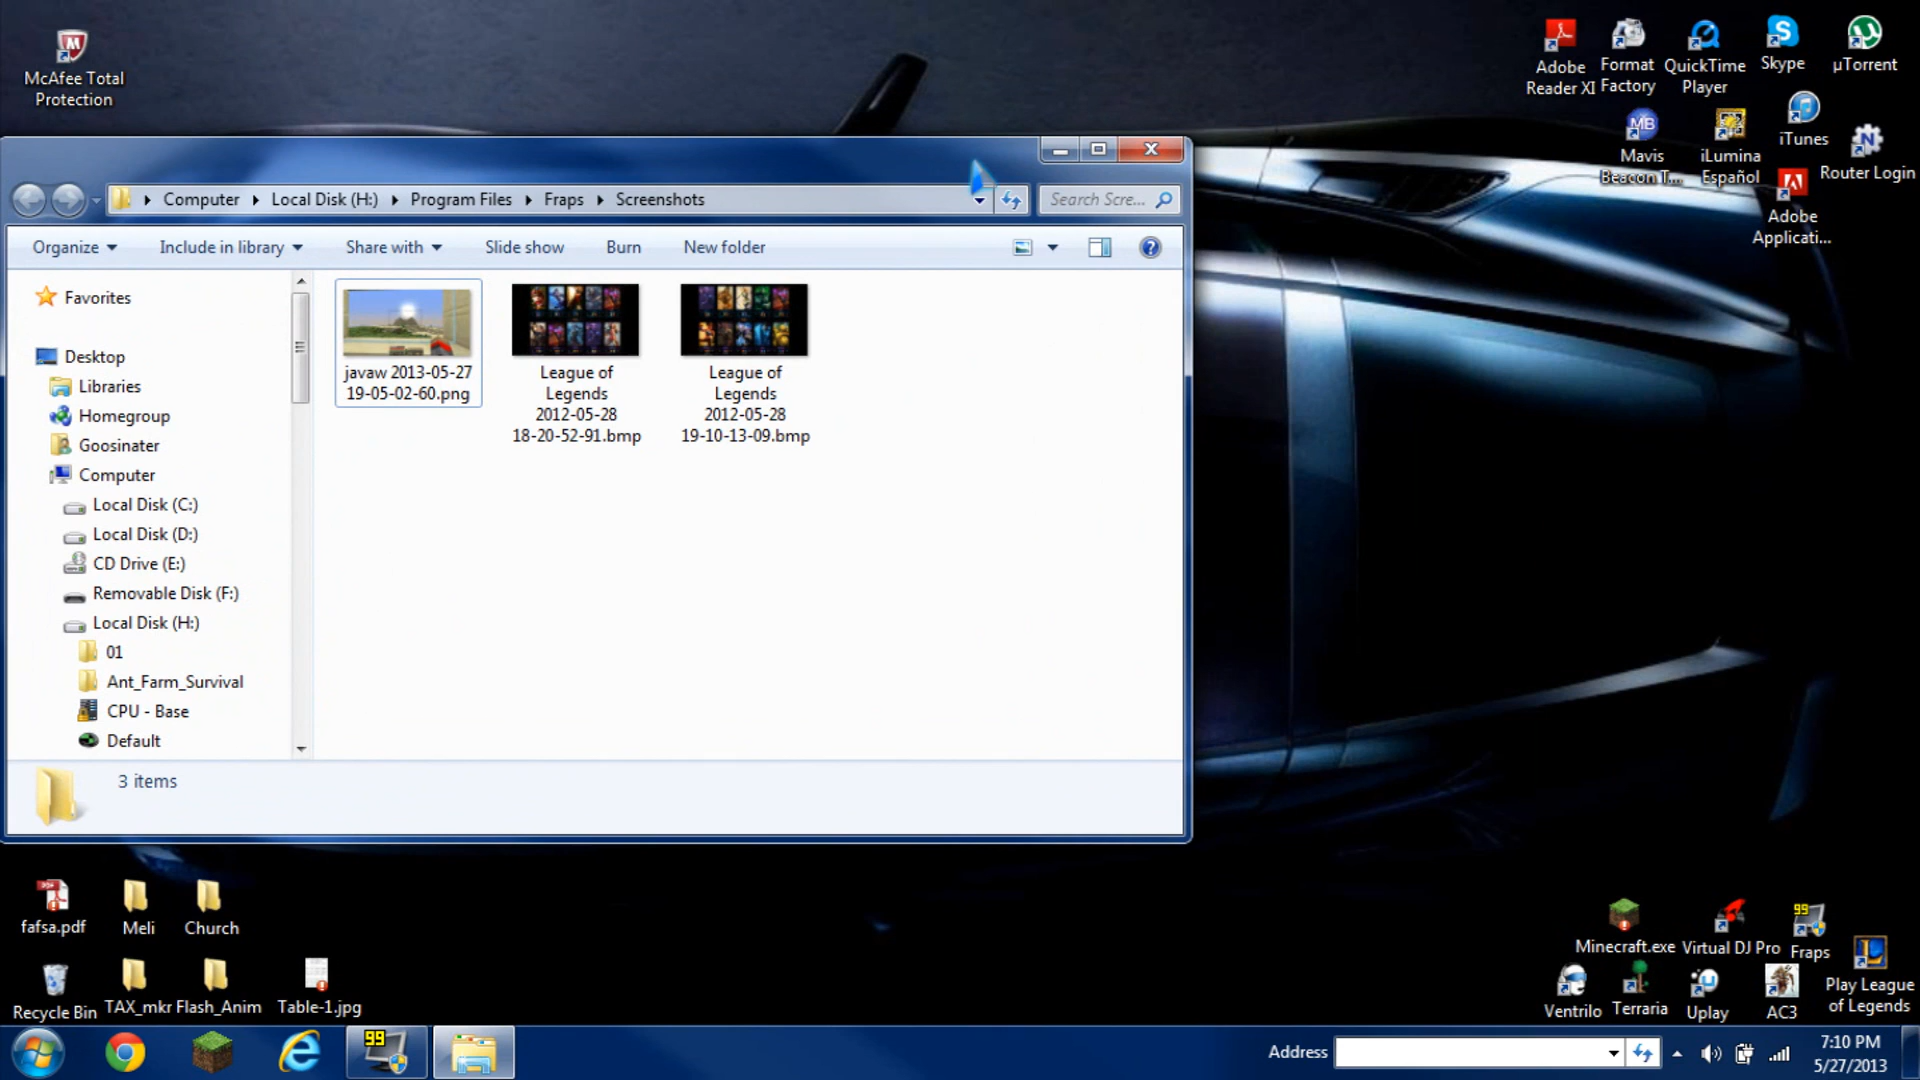 McAfee Total
Protection
Adobe
Reader XI
Format
Factory
QuickTime
Player
Skype
µTorrent
Mavis
Beacon T...
iLumina
Español
iTunes
Router Login
Adobe
Applicati...
Computer
Local Disk (H:)
Program Files
Fraps
Screenshots
Search Scre...
Organize
Include in library
Share with
Slide show
Burn
New folder
Favorites
Desktop
Libraries
Homegroup
Goosinater
Computer
Local Disk (C:)
Local Disk (D:)
CD Drive (E:)
Removable Disk (F:)
Local Disk (H:)
01
Ant_Farm_Survival
CPU - Base
Default
javaw 2013-05-27
19-05-02-60.png
League of
Legends
2012-05-28
18-20-52-91.bmp
League of
Legends
2012-05-28
19-10-13-09.bmp
3 items
fafsa.pdf
Meli
Church
Recycle Bin
TAX_mkr
Flash_Anim
Table-1.jpg
Minecraft.exe
Virtual DJ Pro
99
Fraps
Ventrilo
Terraria
Uplay
AC3
Play League
of Legends
99
Address
7:10 PM
5/27/2013